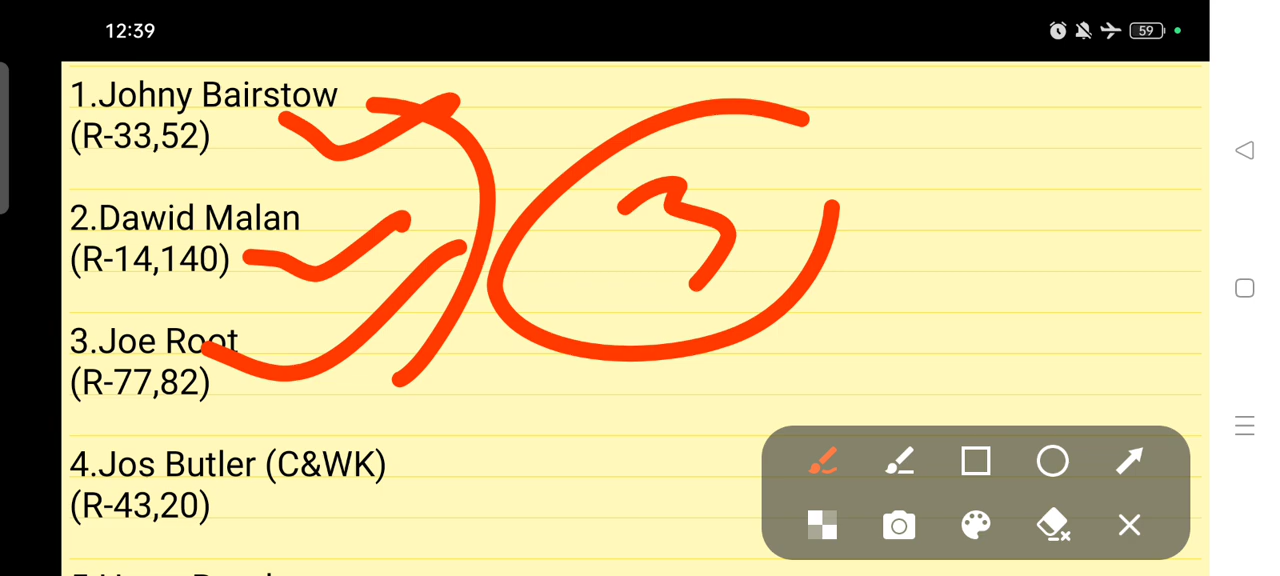 12:39
59
1.Johny Bairstow
(R-33,52)
2.Dawid Malan
(R-14,140)
3
3.Joe Root
(R-77,82)
4.Jos Butler (C&WK)
(R-43,20)